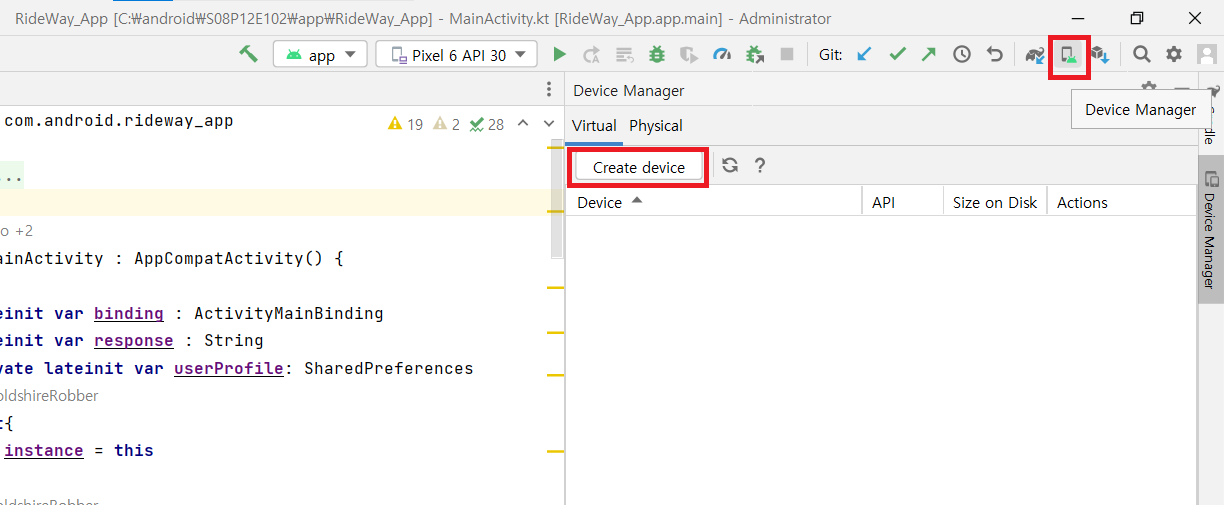 RideWay_App [C:₩android₩S08P12E102₩app₩RideWay_App] - MainActivity.kt [RideWay_App.app.main] - Administrator
app Pixel 6 API 30 Git:
Device Manager
Device Manager
com.android.rideway_app 19 2 28
Virtual Physical
Create device ?
...
Device API Size on Disk Actions
Device Manager
o +2
ainActivity : AppCompatActivity() {
einit var binding : ActivityMainBinding
einit var response : String
vate lateinit var userProfile: SharedPreferences
oldshireRobber
t{
instance = this
oldshireRobber